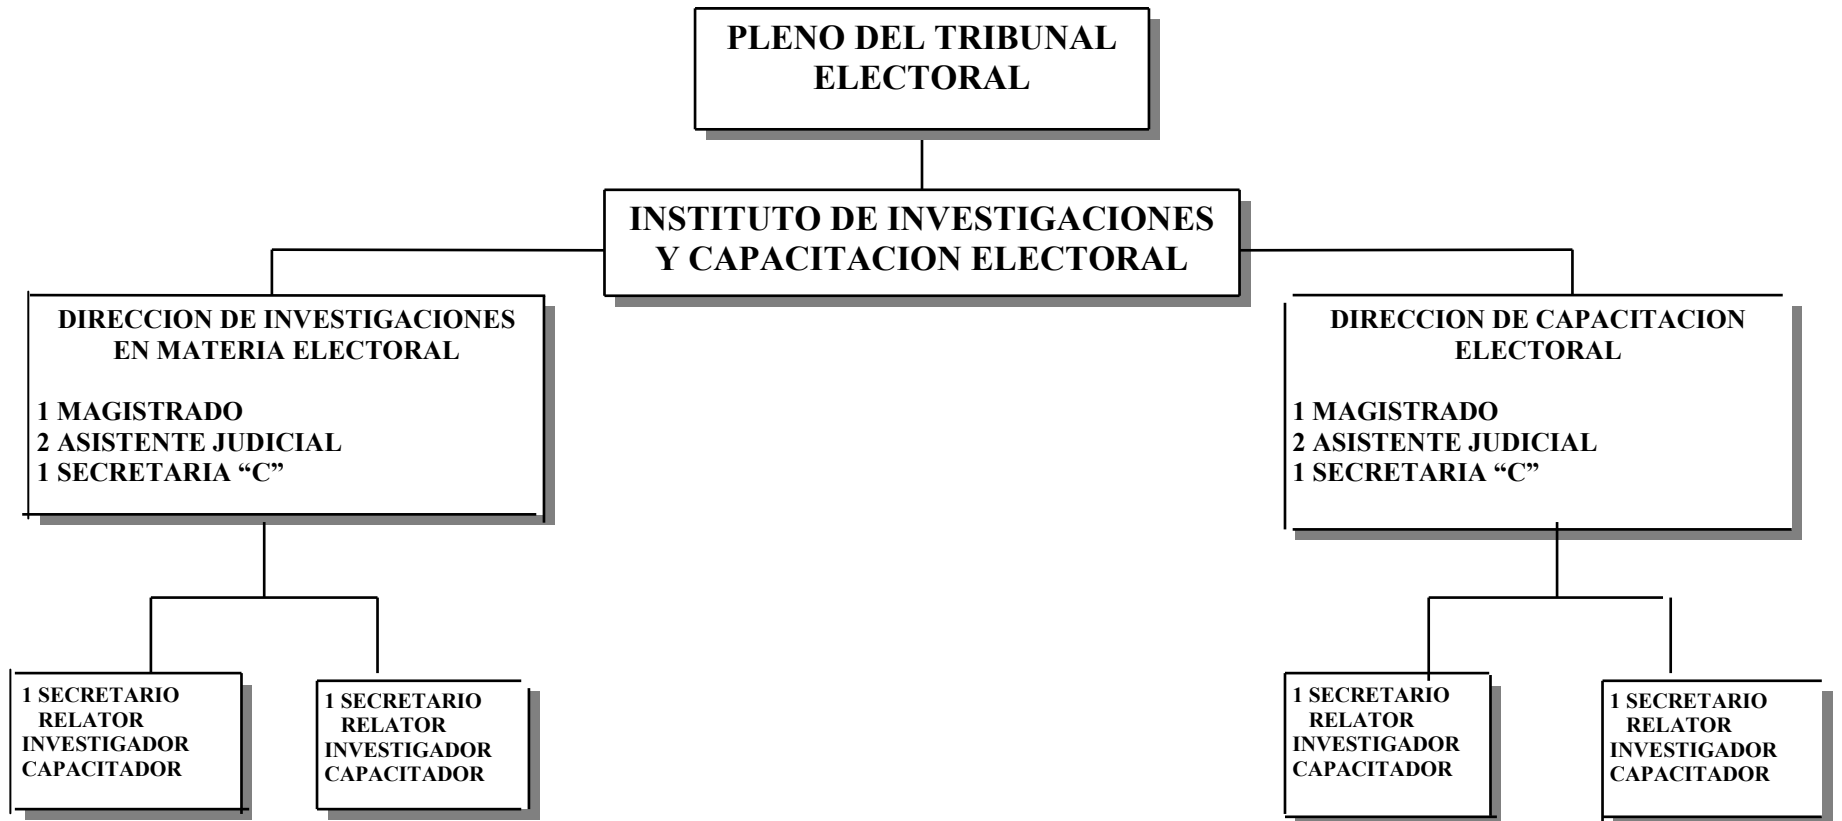 PLENO DEL TRIBUNAL
ELECTORAL
INSTITUTO DE INVESTIGACIONES
Y CAPACITACION ELECTORAL
DIRECCION DE INVESTIGACIONES
EN MATERIA ELECTORAL
1 MAGISTRADO
2 ASISTENTE JUDICIAL
1 SECRETARIA “C”
DIRECCION DE CAPACITACION
ELECTORAL
1 MAGISTRADO
2 ASISTENTE JUDICIAL
1 SECRETARIA “C”
1 SECRETARIO
RELATOR
INVESTIGADOR
CAPACITADOR
1 SECRETARIO
RELATOR
INVESTIGADOR
CAPACITADOR
1 SECRETARIO
RELATOR
INVESTIGADOR
CAPACITADOR
1 SECRETARIO
RELATOR
INVESTIGADOR
CAPACITADOR